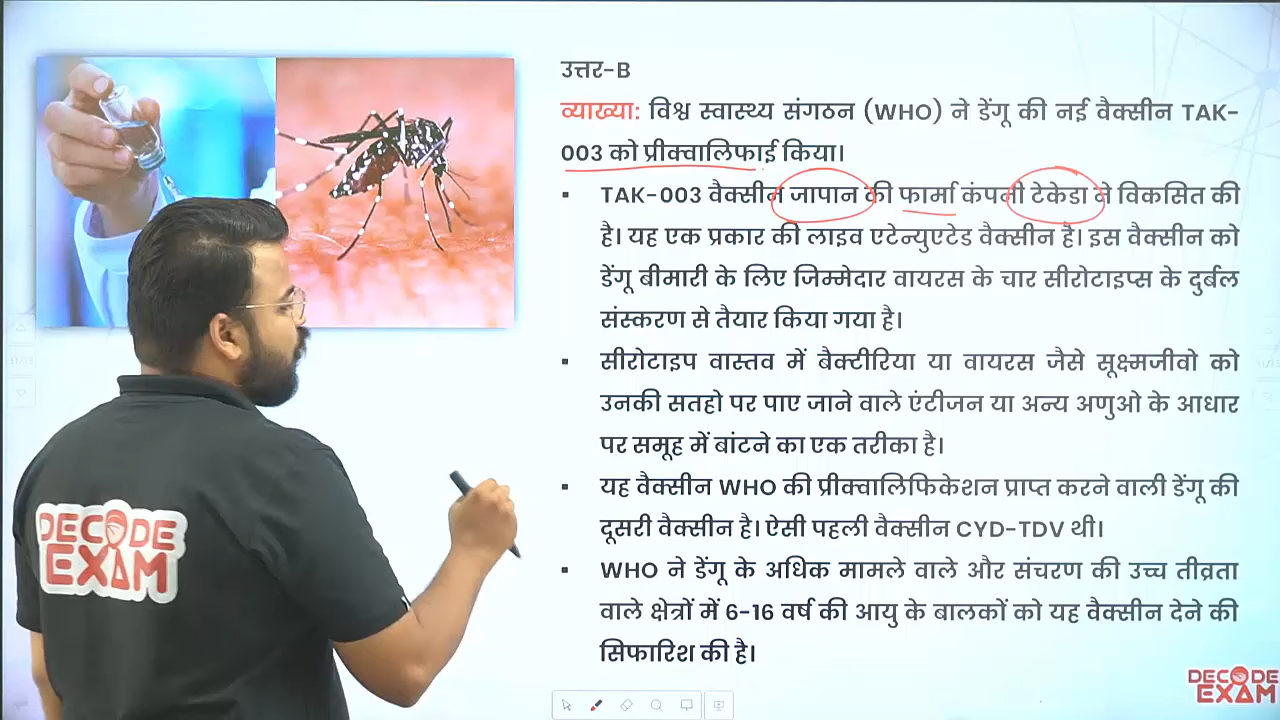 उत्तर-B
व्याख्या: विश्व स्वास्थ्य संगठन (WHO) ने डेंगू की नई वैक्सीन TAK-
003 को प्रीक्वालिफाई किया।
▪ TAK-003 वैक्सीन जापान की फार्मा कंपनी टेकेडा ने विकसित की
है। यह एक प्रकार की लाइव एटेन्युएटेड वैक्सीन है। इस वैक्सीन को
डेंगू बीमारी के लिए जिम्मेदार वायरस के चार सीरोटाइप्स के दुर्बल
संस्करण से तैयार किया गया है।
▪ सीरोटाइप वास्तव में बैक्टीरिया या वायरस जैसे सूक्ष्मजीवो को
उनकी सतहो पर पाए जाने वाले एंटीजन या अन्य अणुओ के आधार
पर समूह में बांटने का एक तरीका है।
▪ यह वैक्सीन WHO की प्रीक्वालिफिकेशन प्राप्त करने वाली डेंगू की
दूसरी वैक्सीन है। ऐसी पहली वैक्सीन CYD-TDV थी।
▪ WHO ने डेंगू के अधिक मामले वाले और संचरण की उच्च तीव्रता
वाले क्षेत्रों में 6-16 वर्ष की आयु के बालकों को यह वैक्सीन देने की
सिफारिश की है।
DECODE
EXAM
DECODE
EXAM